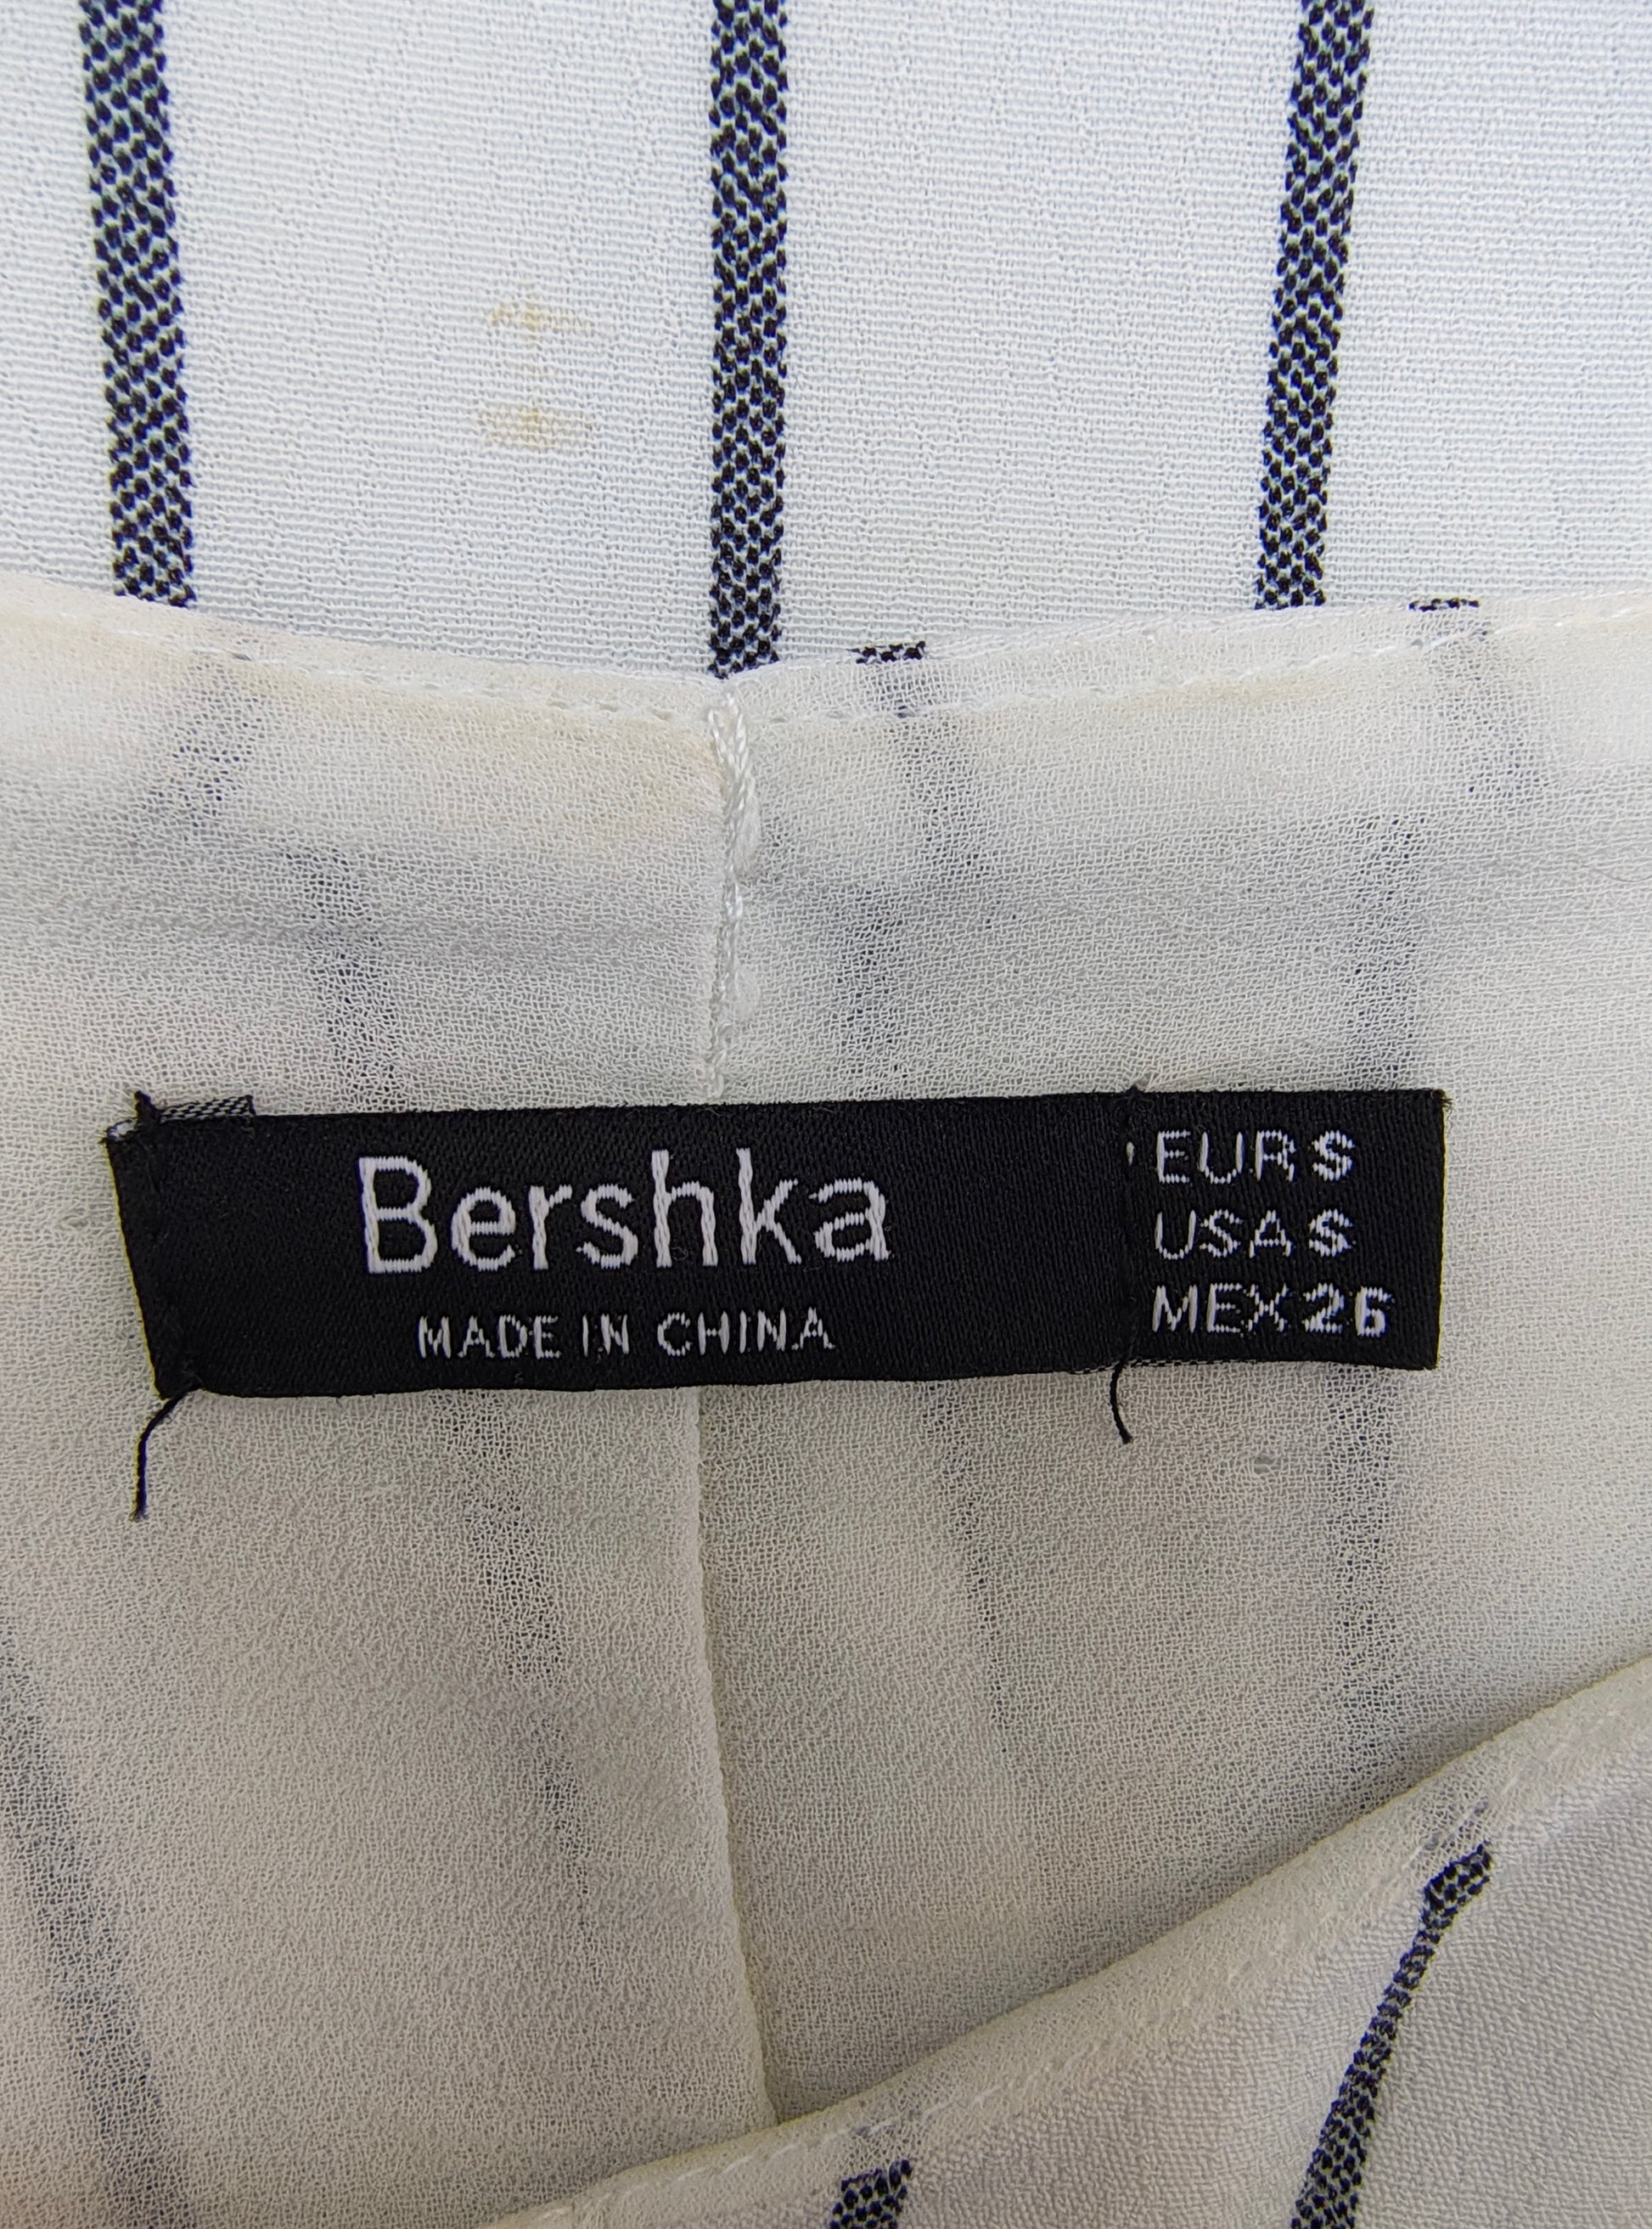 Bershka
MADE IN CHINA
EUR S
USA S
MEX 26